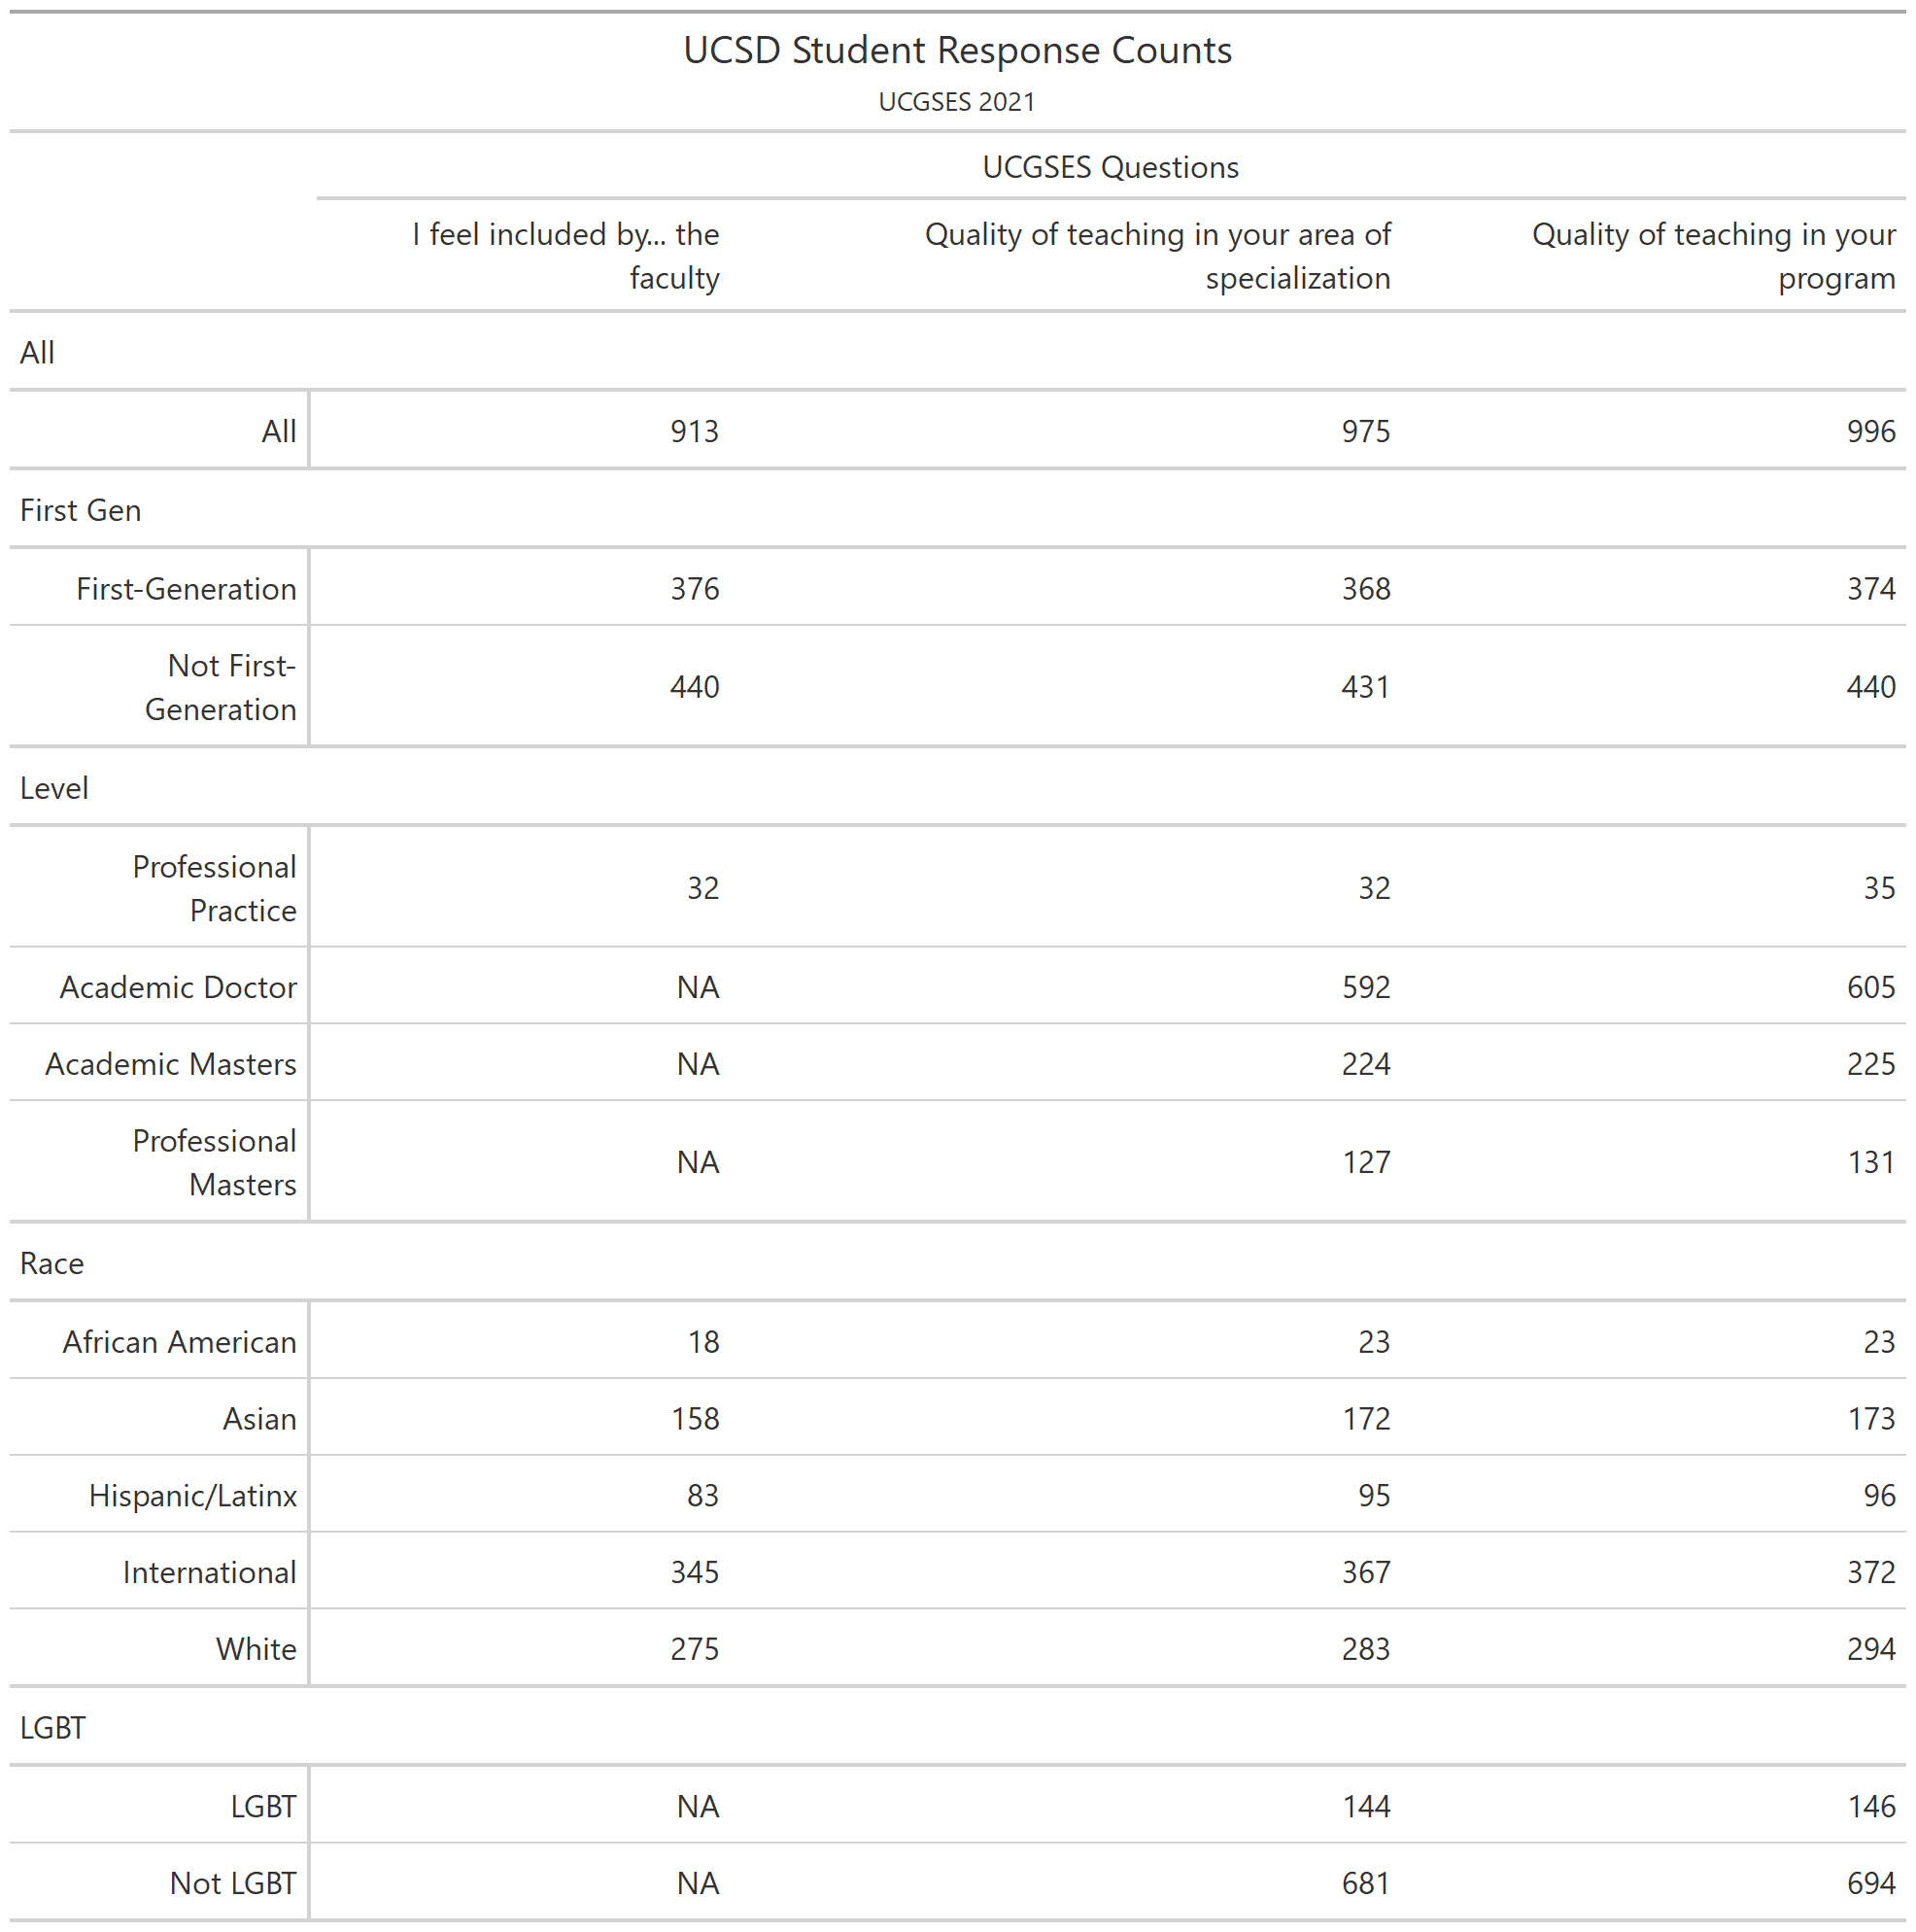 UCSD Student Response Counts
UCGSES 2021
UCGSES Questions
I feel included by... the faculty Quality of teaching in your area of specialization Quality of teaching in your program
All
All 913 975 996
First Gen
First-Generation 376 368 374
Not First-Generation 440 431 440
Level
Professional Practice 32 32 35
Academic Doctor NA 592 605
Academic Masters NA 224 225
Professional Masters NA 127 131
Race
African American 18 23 23
Asian 158 172 173
Hispanic/Latinx 83 95 96
International 345 367 372
White 275 283 294
LGBT
LGBT NA 144 146
Not LGBT NA 681 694